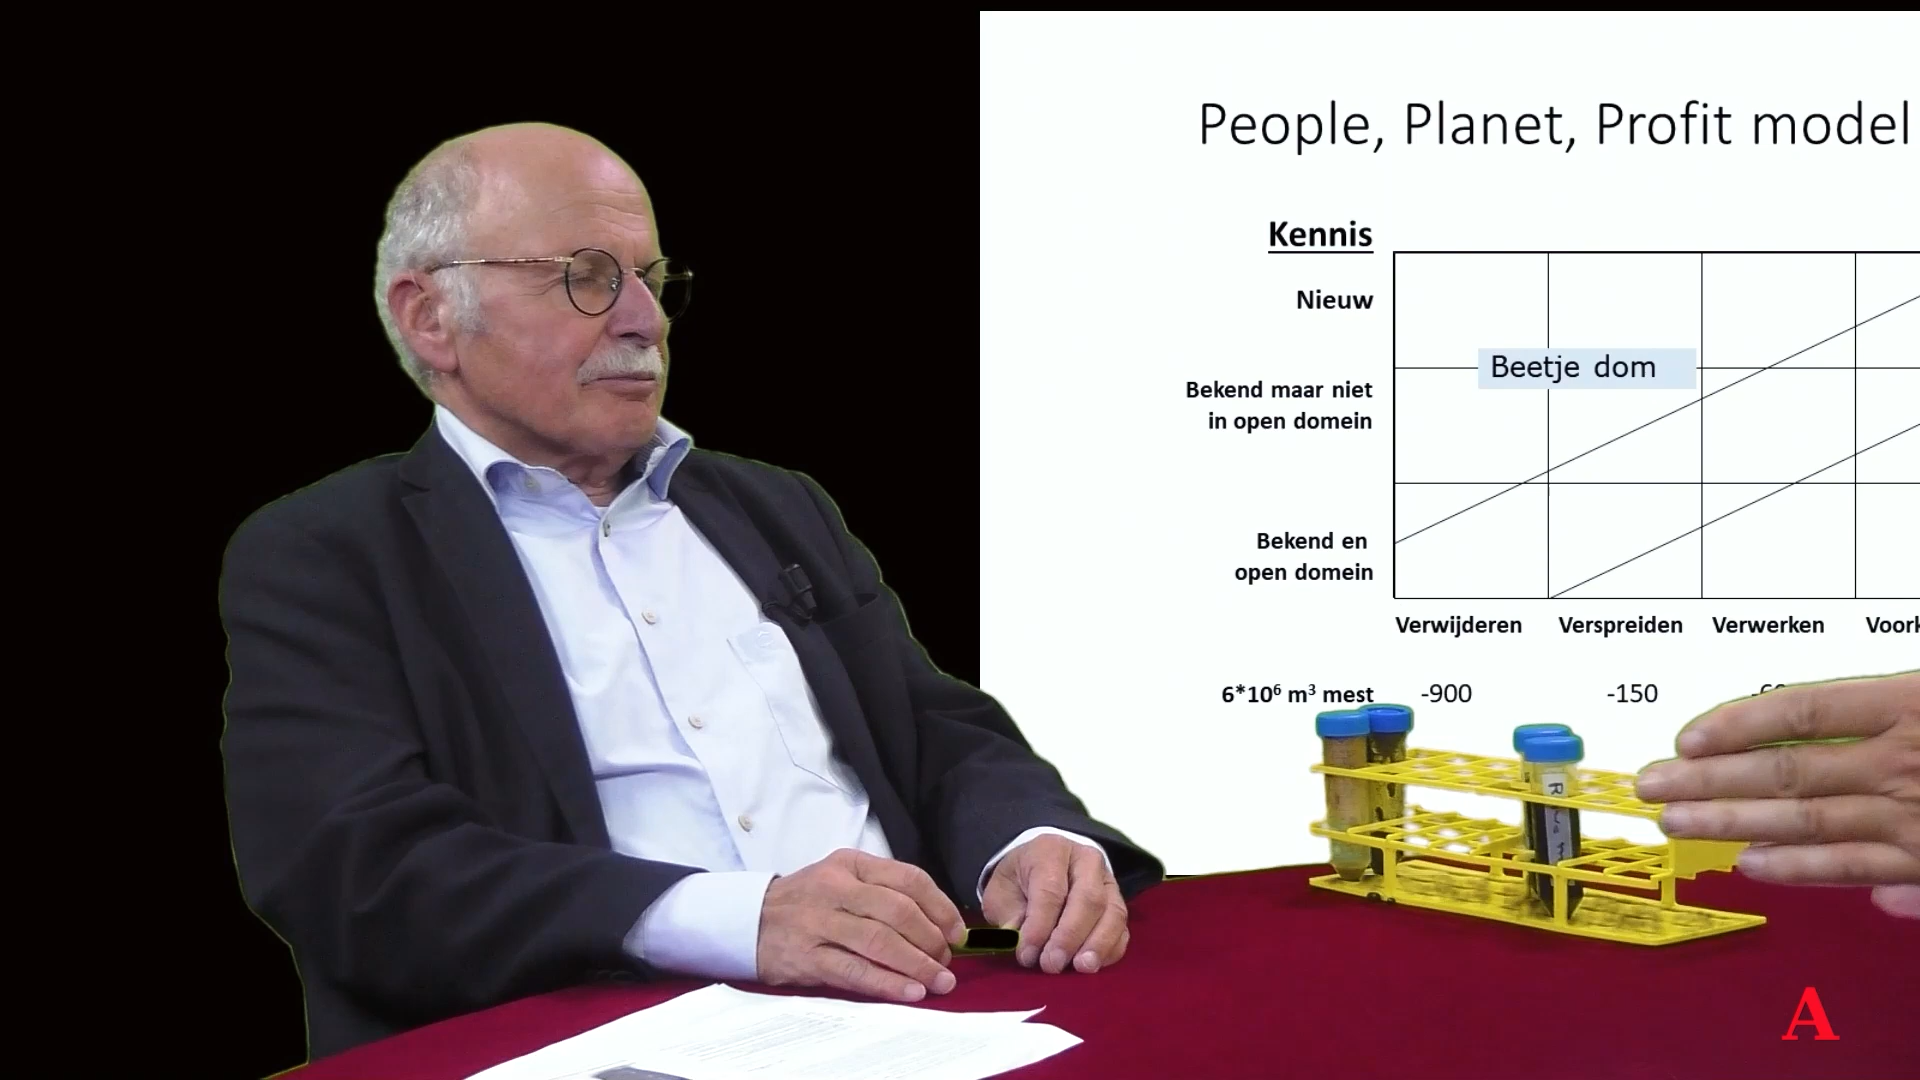 People, Planet, Profit model
Kennis
Nieuw
Beetje dom
Bekend maar niet
in open domein
Bekend en
open domein
Verwijderen Verspreiden Verwerken Voork
6*10⁶ m³ mest -900 -150
A